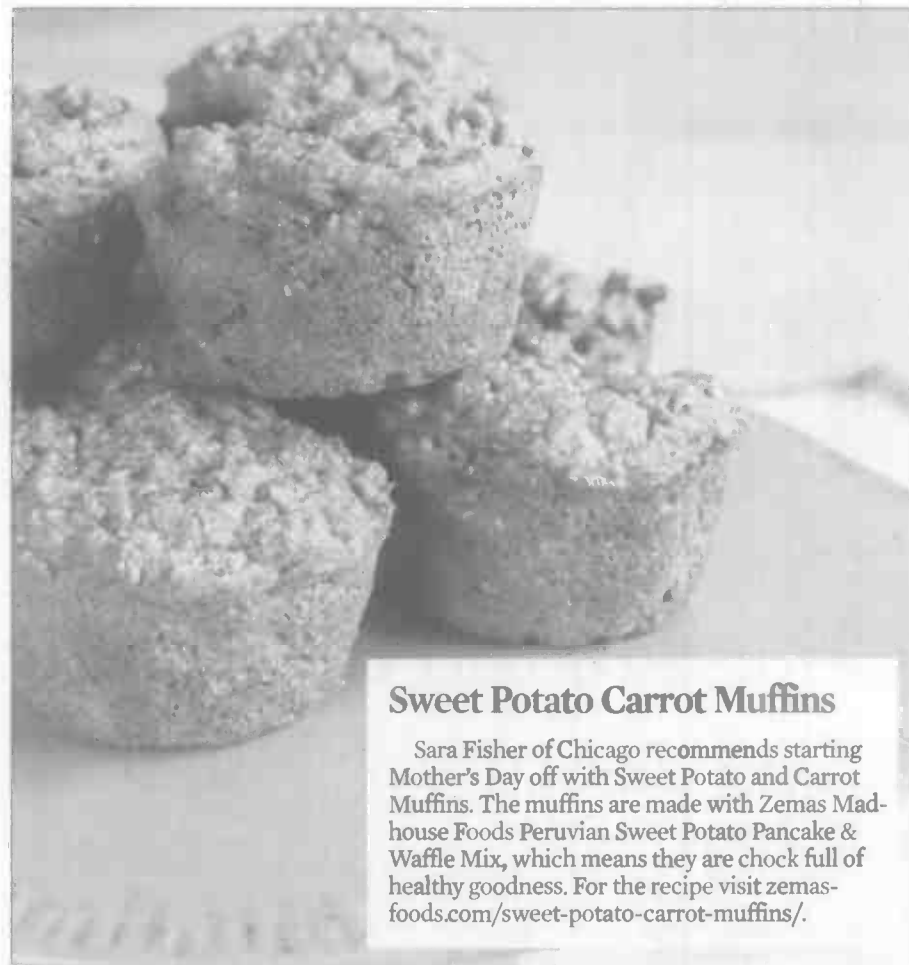 Sweet Potato Carrot Muffins
Sara Fisher of Chicago recommends starting
Mother's Day off with Sweet Potato and Carrot
Muffins. The muffins are made with Zemas Mad-
house Foods Peruvian Sweet Potato Pancake &
Waffle Mix, which means they are chock full of
healthy goodness. For the recipe visit zemas-
foods.com/sweet-potato-carrot-muffins/.